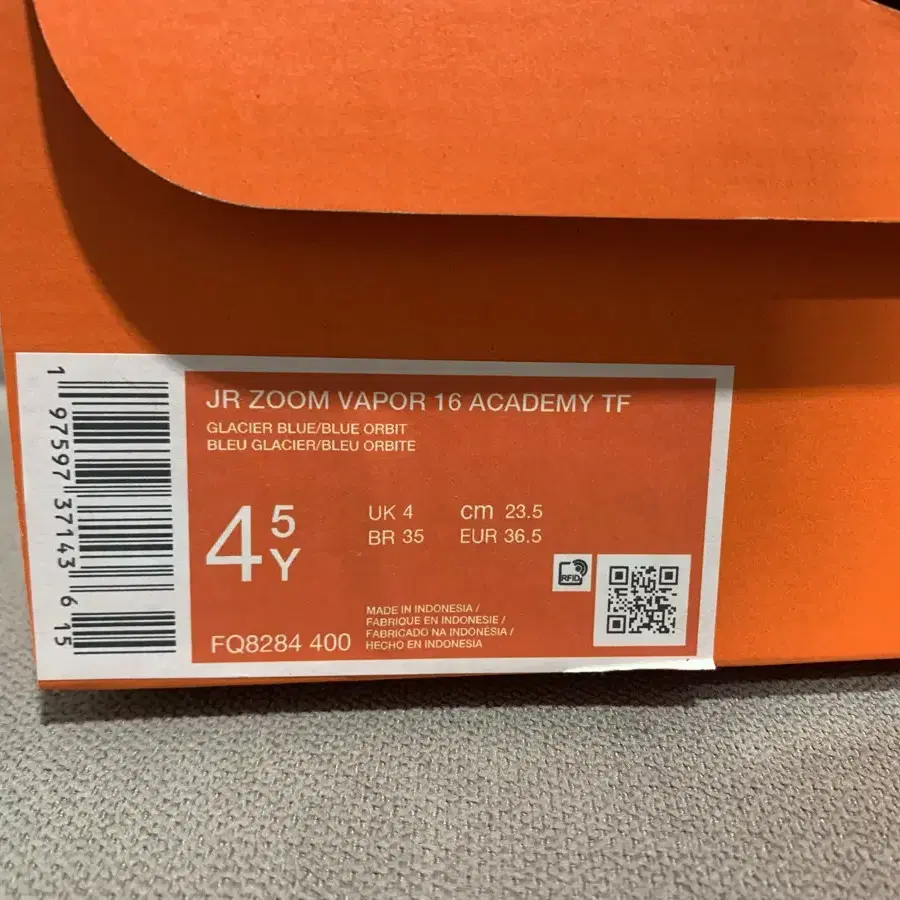 1 97597 37143 6 15
JR ZOOM VAPOR 16 ACADEMY TF
GLACIER BLUE/BLUE ORBIT
BLEU GLACIER/BLEU ORBITE
4 5 Y
UK 4 cm 23.5
BR 35 EUR 36.5
RFID
FQ8284 400
MADE IN INDONESIA /
FABRIQUE EN INDONESIE /
FABRICADO NA INDONÉSIA /
HECHO EN INDONESIA